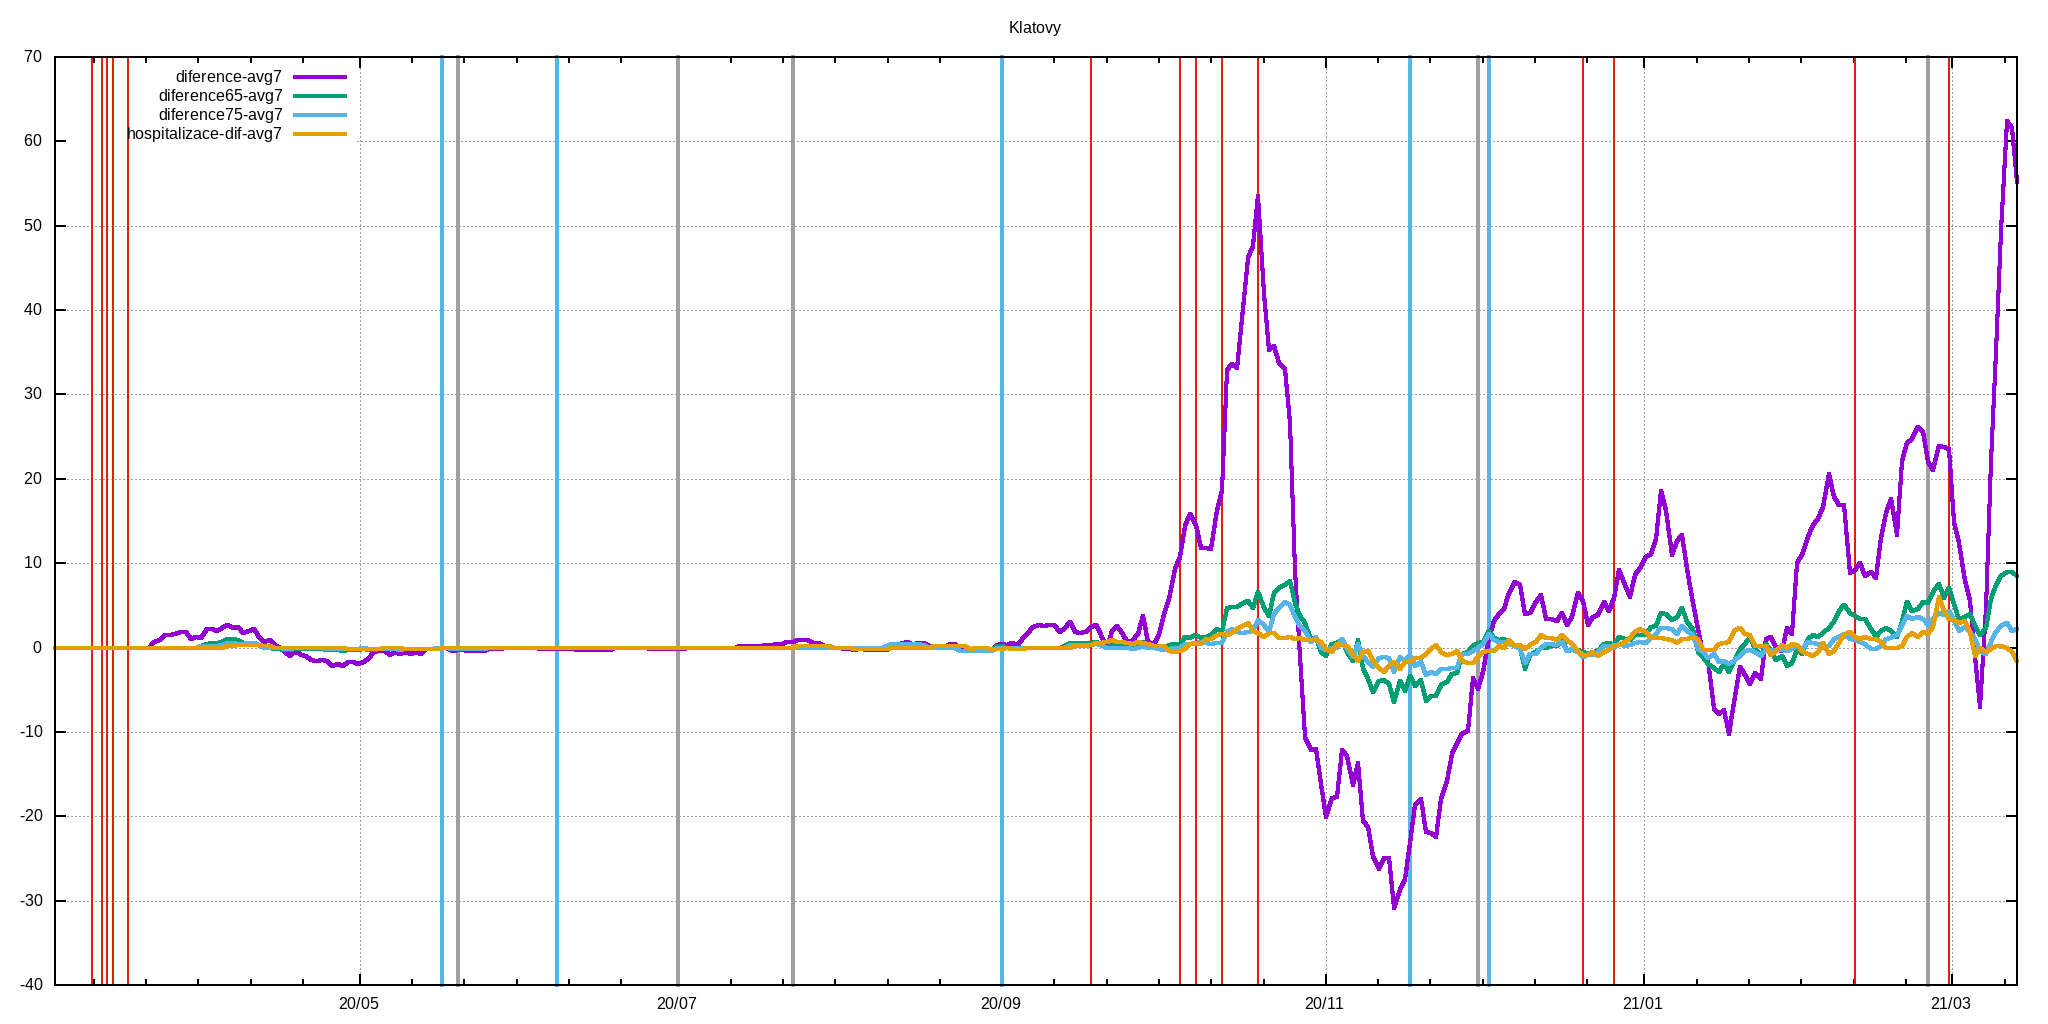 Klatovy
diference-avg7
diference65-avg7
diference75-avg7
hospitalizace-dif-avg7
70
60
50
40
30
20
10
0
-10
-20
-30
-40
20/05 20/07 20/09 20/11 21/01 21/03